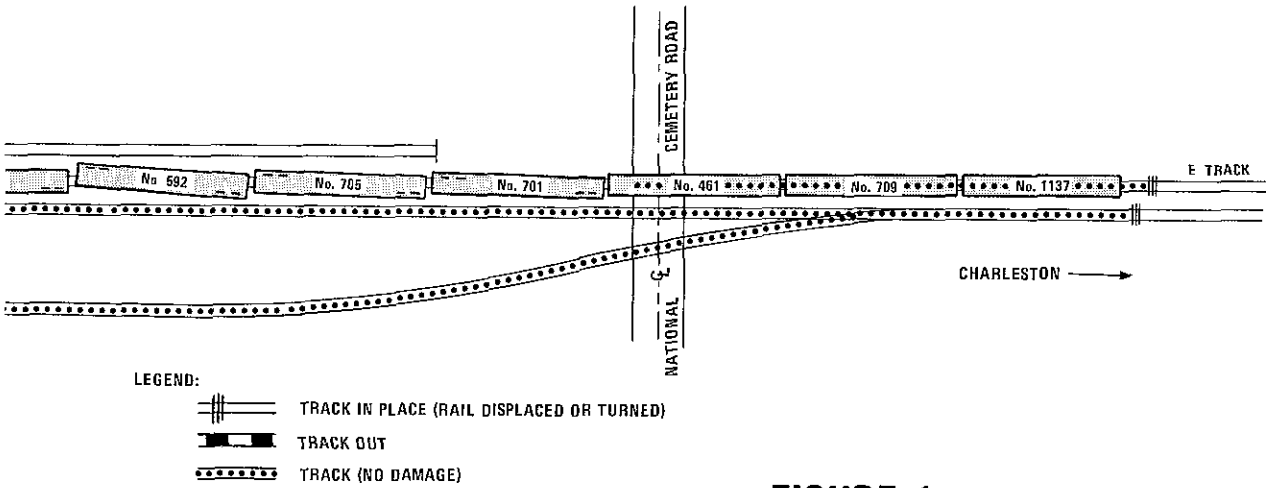 CEMETERY ROAD
No 592
No. 705
No. 701
No. 461
No. 709
No. 1137
E TRACK
CHARLESTON
NATIONAL
LEGEND:
TRACK IN PLACE (RAIL DISPLACED OR TURNED)
TRACK OUT
TRACK (NO DAMAGE)